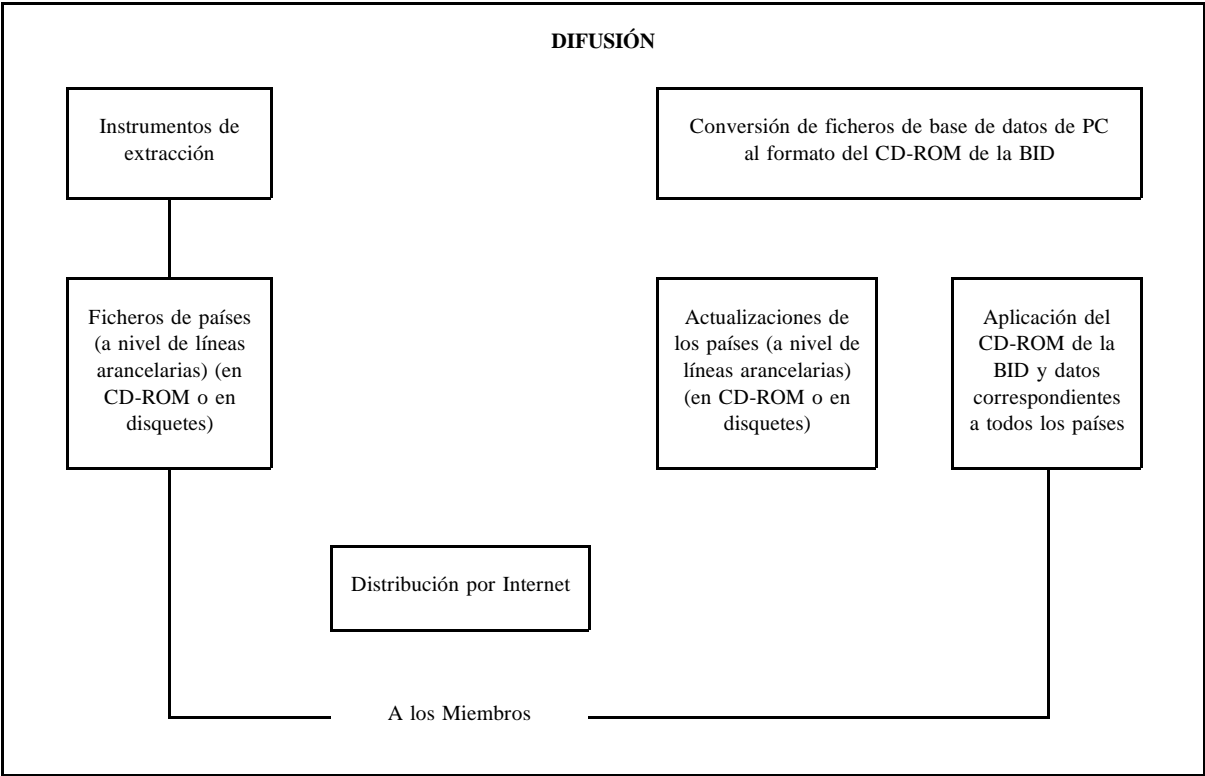 DIFUSIÓN
Instrumentos de
extracción
Conversión de ficheros de base de datos de PC
al formato del CD-ROM de la BID
Ficheros de países
(a nivel de líneas
arancelarias) (en
CD-ROM o en
disquetes)
Actualizaciones de
los países (a nivel de
líneas arancelarias)
(en CD-ROM o en
disquetes)
Aplicación del
CD-ROM de la
BID y datos
correspondientes
a todos los países
Distribución por Internet
A los Miembros